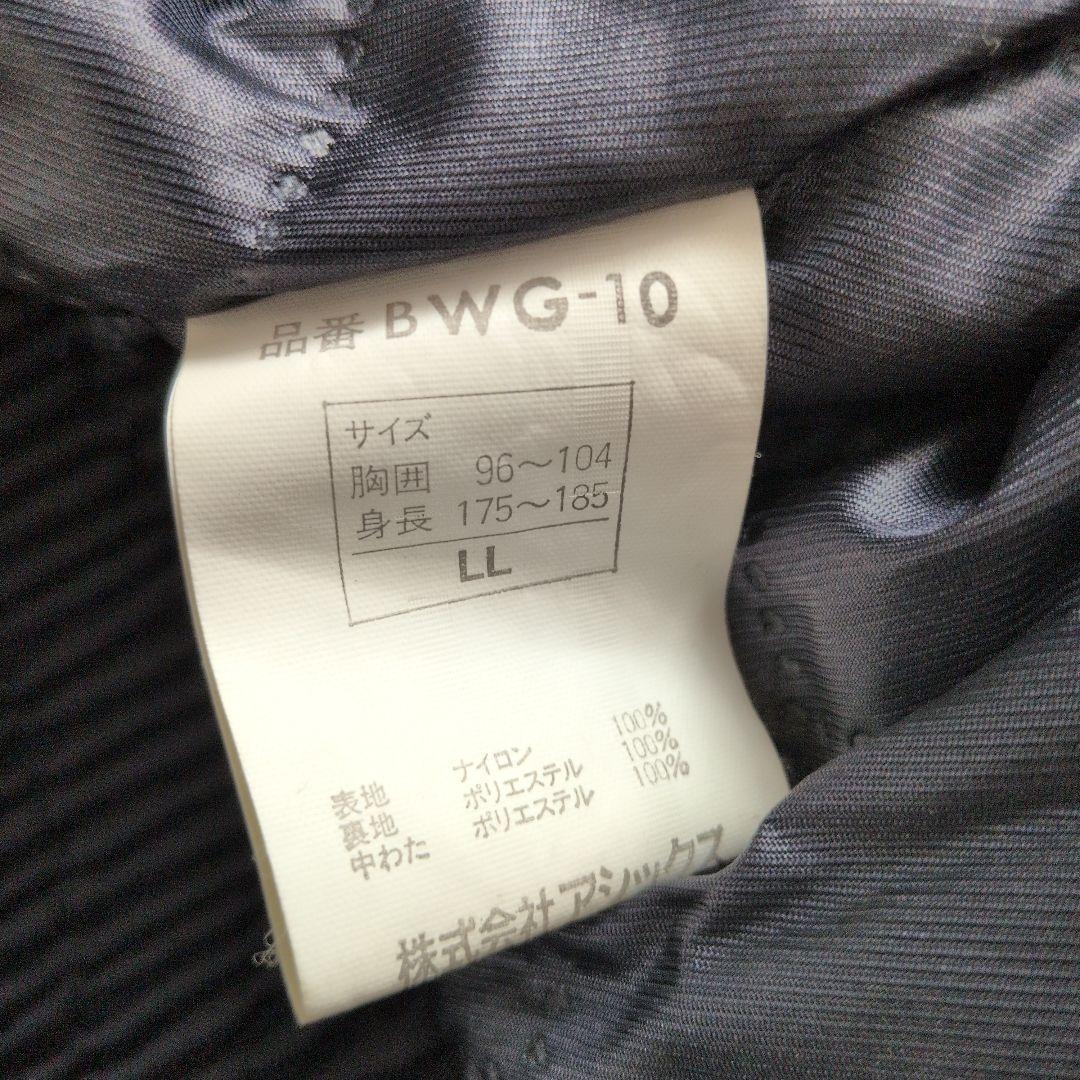 品番 BWG-10
サイズ
胸囲 96～104
身長 175～185
LL
表地 ナイロン 100%
裏地 ポリエステル 100%
中わた ポリエステル 100%
株式会社アシックス